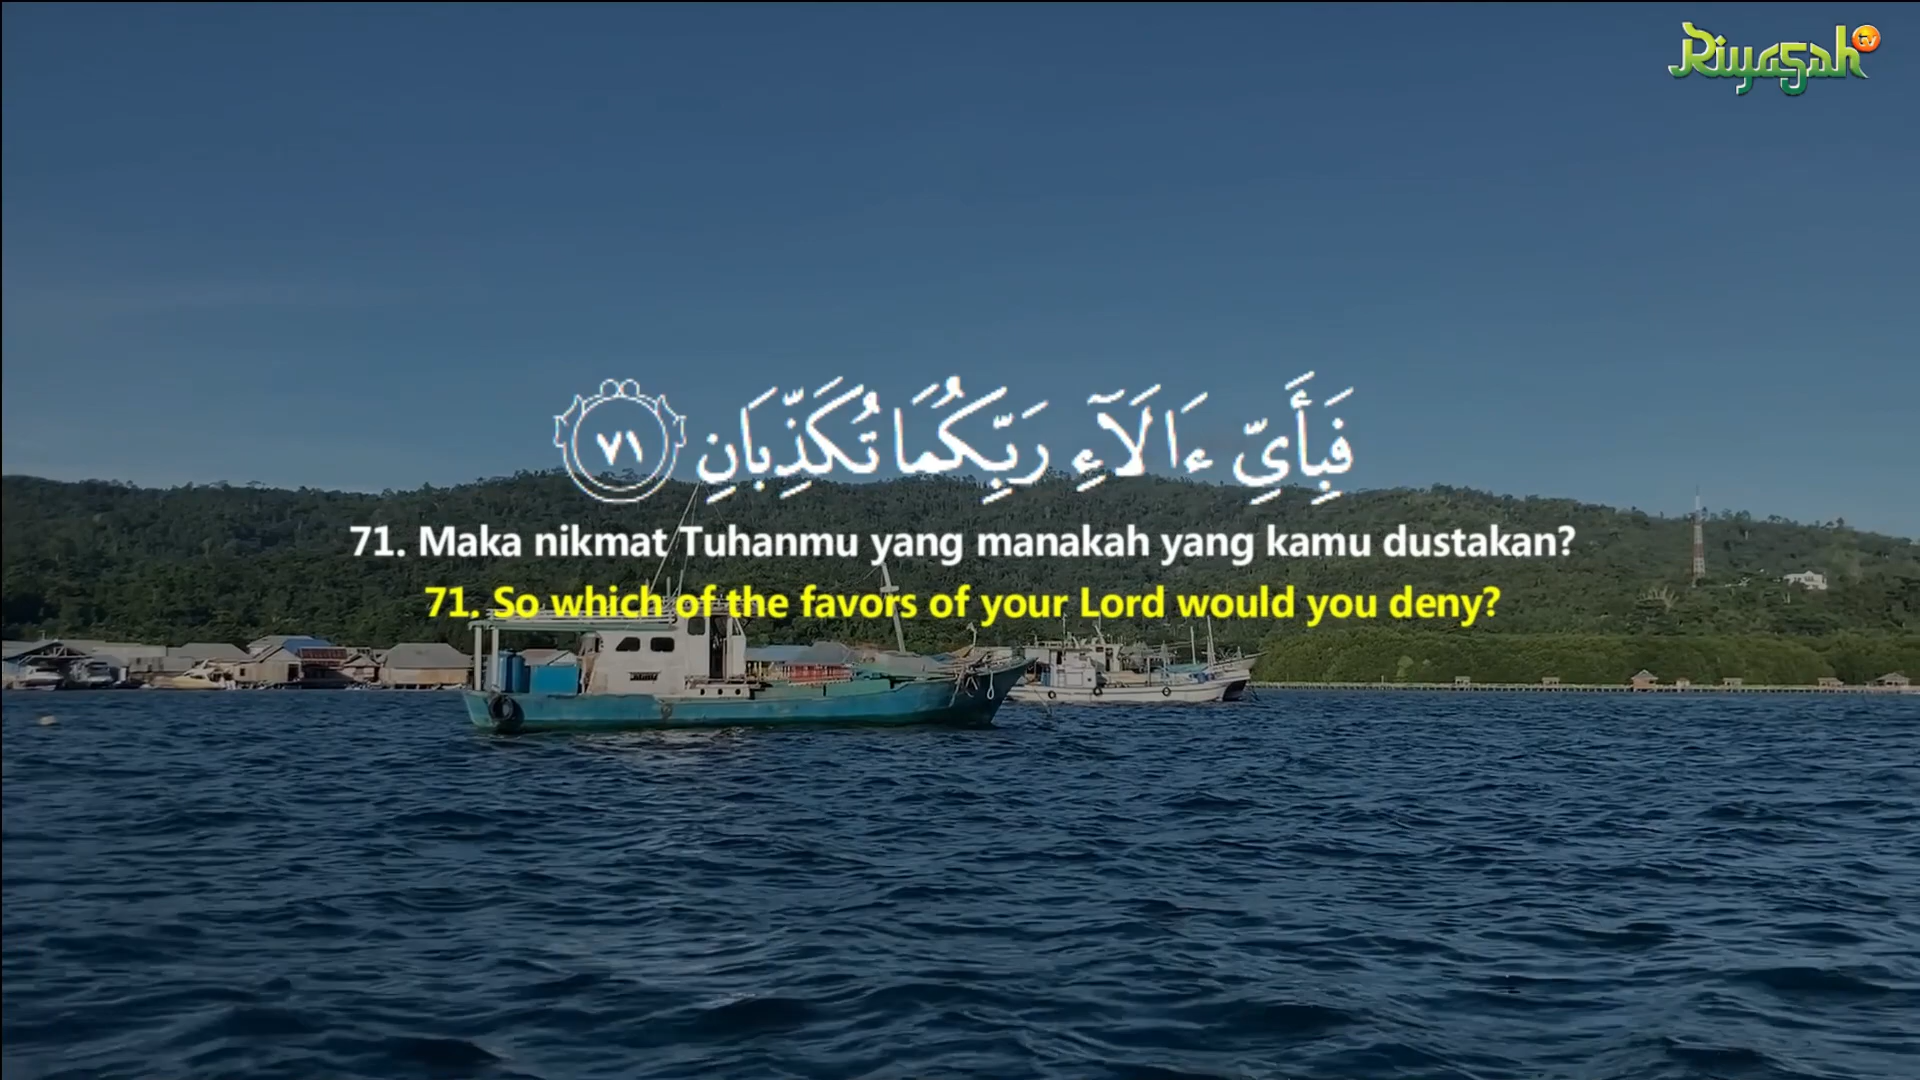 Riyasah tv
فَبِأَيِّ ءَالَآءِ رَبِّكُمَا تُكَذِّبَانِ ٧١
71. Maka nikmat Tuhanmu yang manakah yang kamu dustakan?
71. So which of the favors of your Lord would you deny?